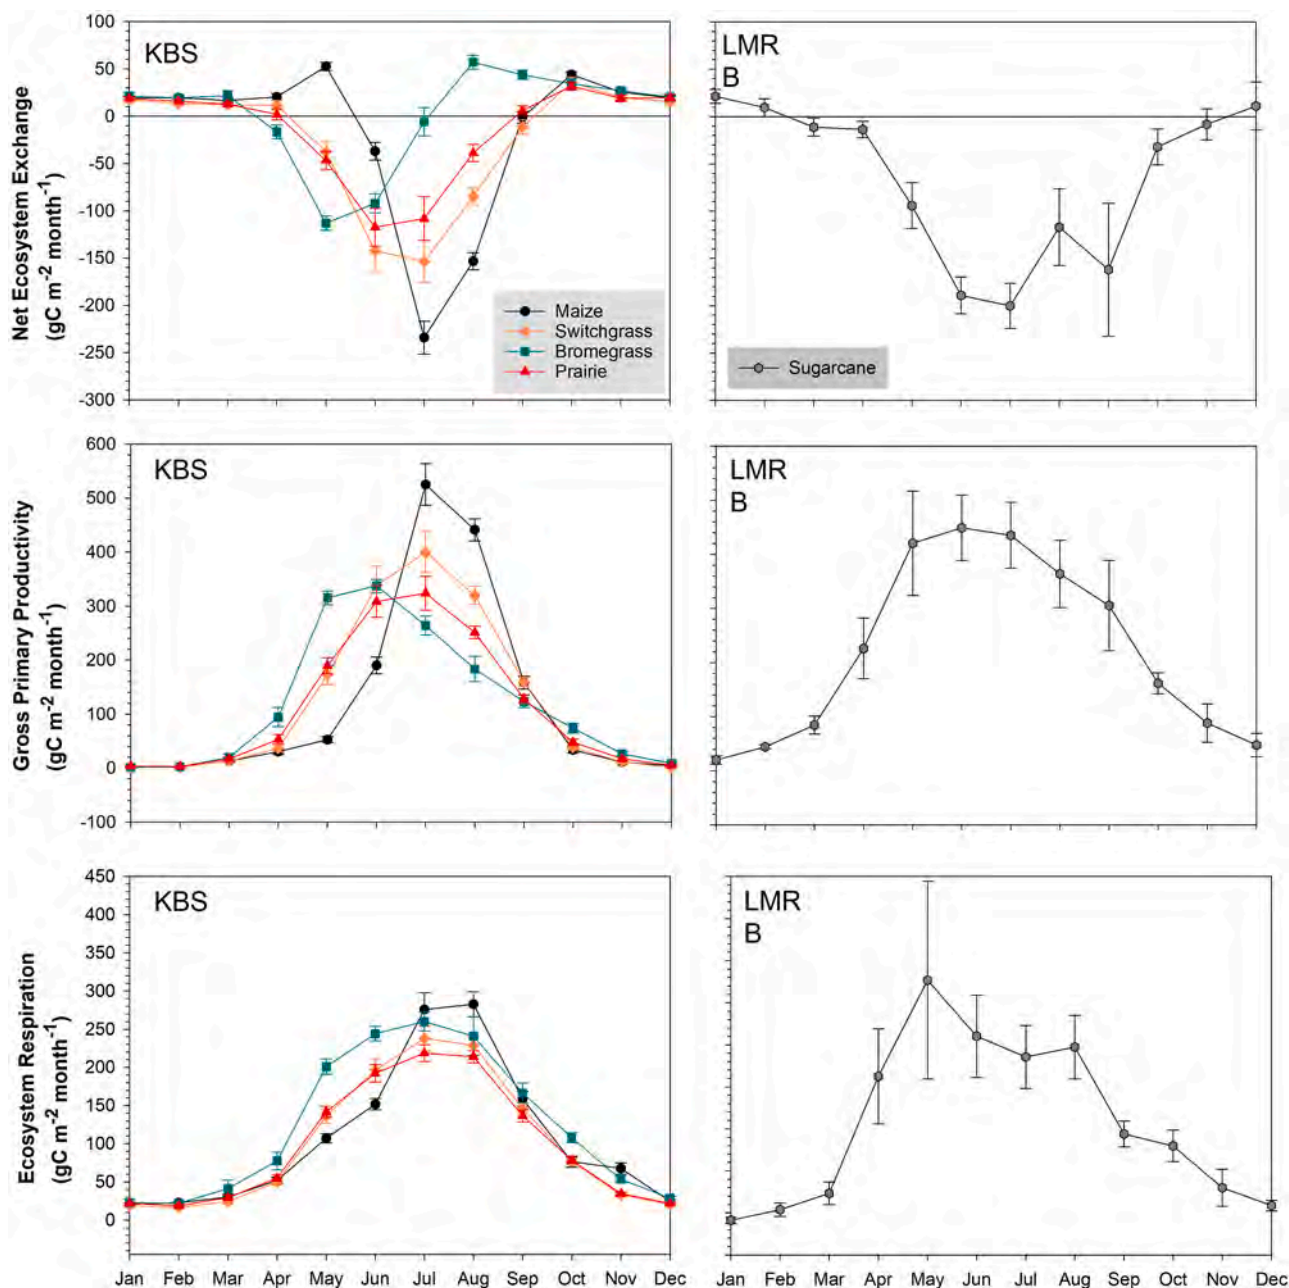 KBS
LMR
B
100
50
0
-50
-100
-150
-200
-250
-300
Net Ecosystem Exchange
(gC m⁻² month⁻¹)
Maize
Switchgrass
Bromegrass
Prairie
Sugarcane
KBS
LMR
B
600
500
400
300
200
100
0
-100
Gross Primary Productivity
(gC m⁻² month⁻¹)
KBS
LMR
B
450
400
350
300
250
200
150
100
50
0
Ecosystem Respiration
(gC m⁻² month⁻¹)
Jan Feb Mar Apr May Jun Jul Aug Sep Oct Nov Dec
Jan Feb Mar Apr May Jun Jul Aug Sep Oct Nov Dec